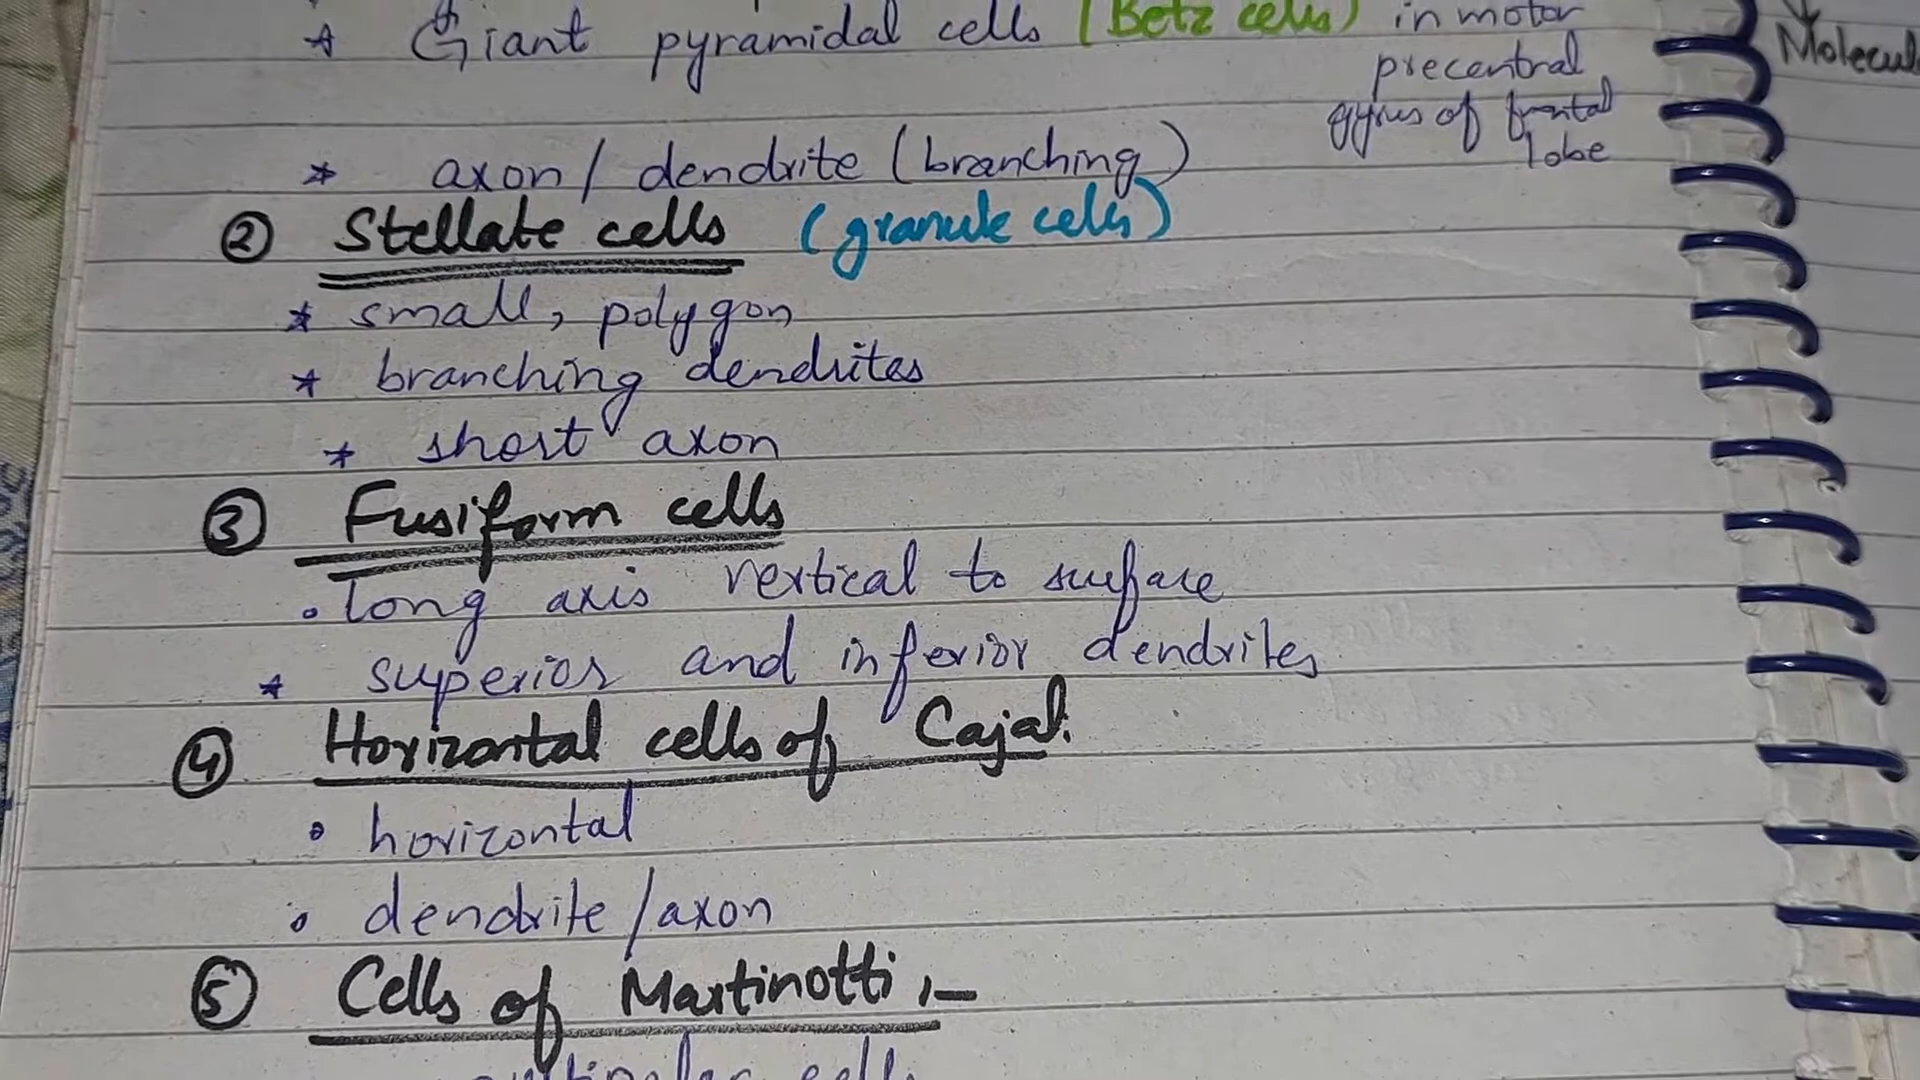 * Giant pyramidal cells (Betz cells) in motor
precentral
gyrus of frontal
lobe
* axon / dendrite (branching)
② Stellate cells (granule cells)
* small, polygon
* branching dendrites
* short axon
③ Fusiform cells
• long axis vertical to surface
* superior and inferior dendrites
④ Horizontal cells of Cajal:
• horizontal
• dendrite / axon
⑤ Cells of Martinotti :-
multipolar cells